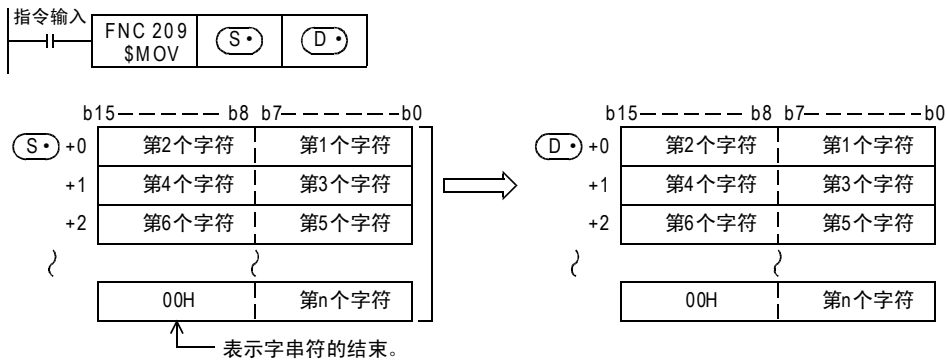 指令输入
FNC 209 S· D·
$MOV
b15 b8 b7 b0 b15 b8 b7 b0
S· +0 第2个字符 第1个字符 D· +0 第2个字符 第1个字符
+1 第4个字符 第3个字符 +1 第4个字符 第3个字符
+2 第6个字符 第5个字符 +2 第6个字符 第5个字符
00H 第n个字符 00H 第n个字符
表示字串符的结束。